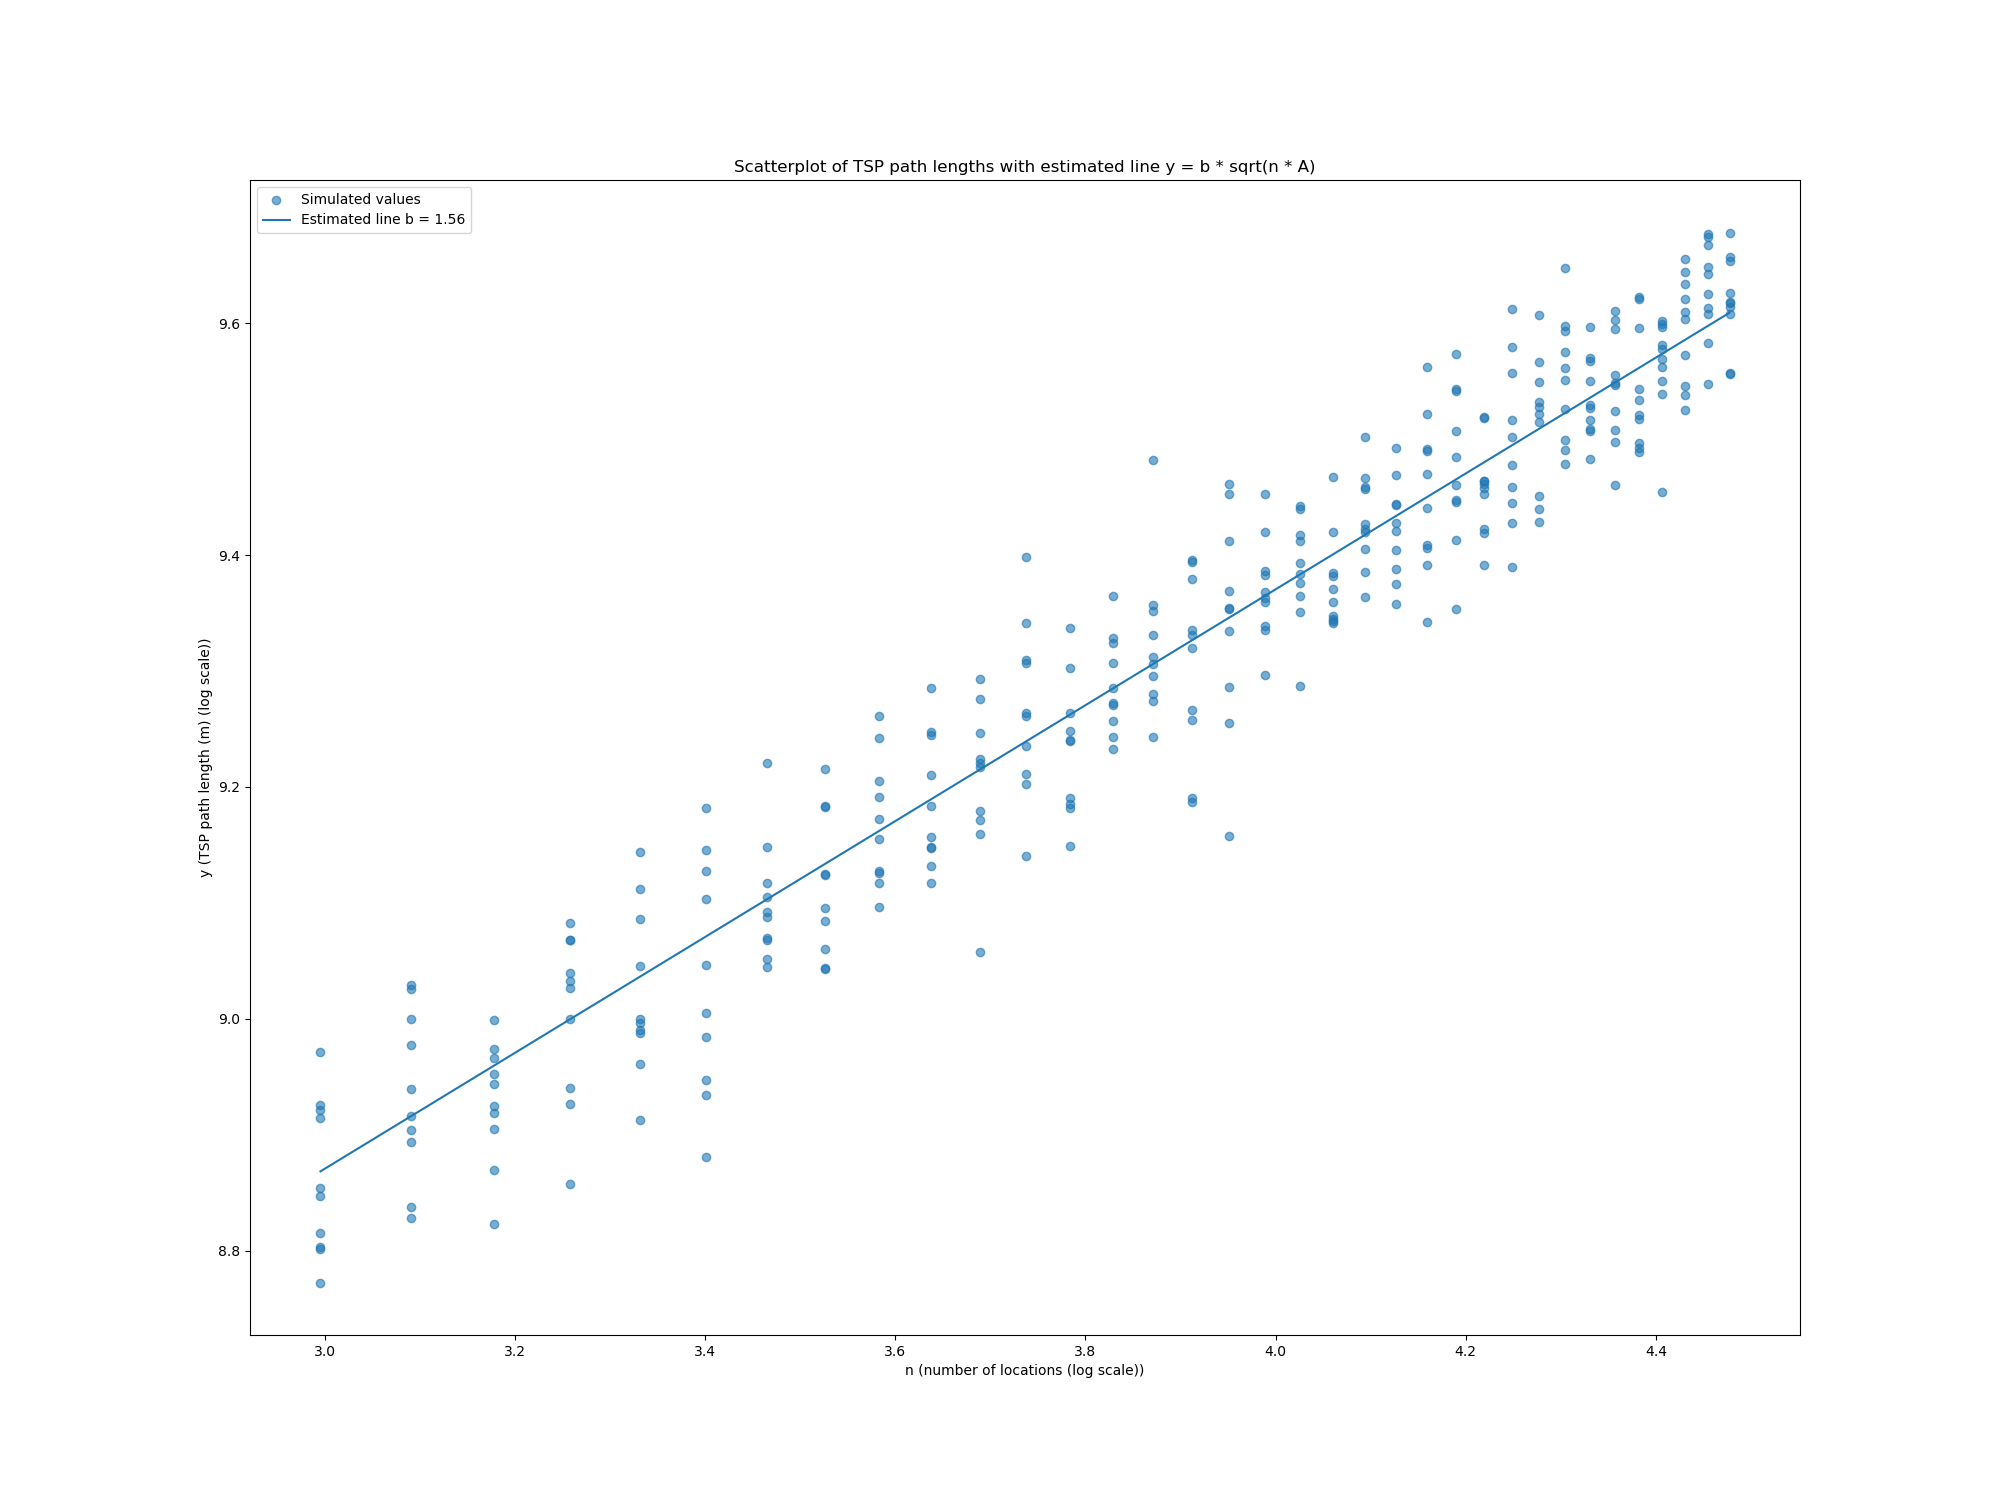 Scatterplot of TSP path lengths with estimated line y = b * sqrt(n * A)
Simulated values
Estimated line b = 1.56
y (TSP path length (m) (log scale))
9.6
9.4
9.2
9.0
8.8
3.0 3.2 3.4 3.6 3.8 4.0 4.2 4.4
n (number of locations (log scale))